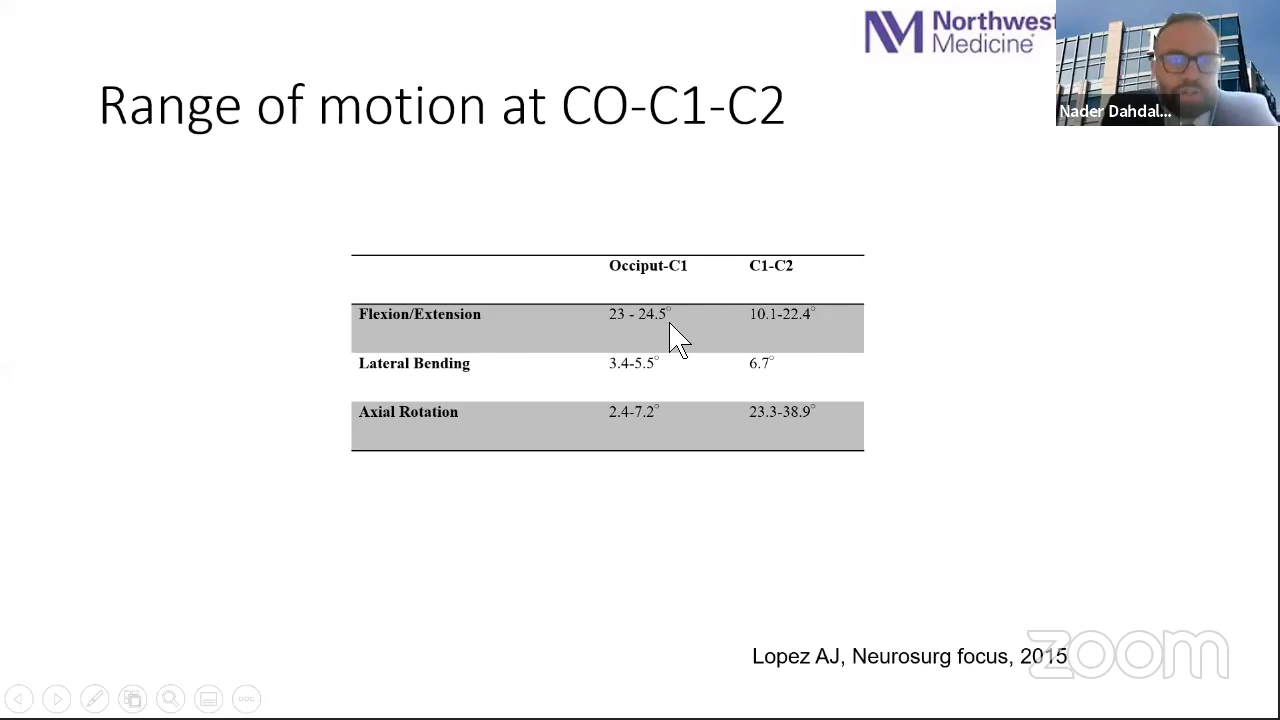 Northwest
Medicine
Nader Dahdal...
Range of motion at CO-C1-C2
Occiput-C1 C1-C2
Flexion/Extension 23 - 24.5° 10.1-22.4°
Lateral Bending 3.4-5.5° 6.7°
Axial Rotation 2.4-7.2° 23.3-38.9°
Lopez AJ, Neurosurg focus, 2015
zoom